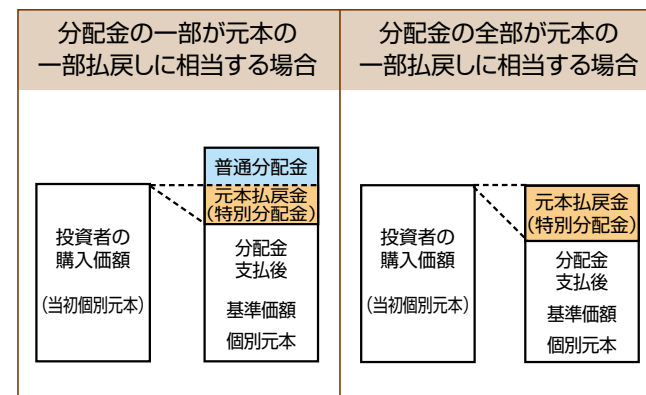 分配金の一部が元本の
一部払戻しに相当する場合
投資者の
購入価額
(当初個別元本)
普通分配金
元本払戻金
(特別分配金)
分配金
支払後
基準価額
個別元本
分配金の全部が元本の
一部払戻しに相当する場合
投資者の
購入価額
(当初個別元本)
元本払戻金
(特別分配金)
分配金
支払後
基準価額
個別元本